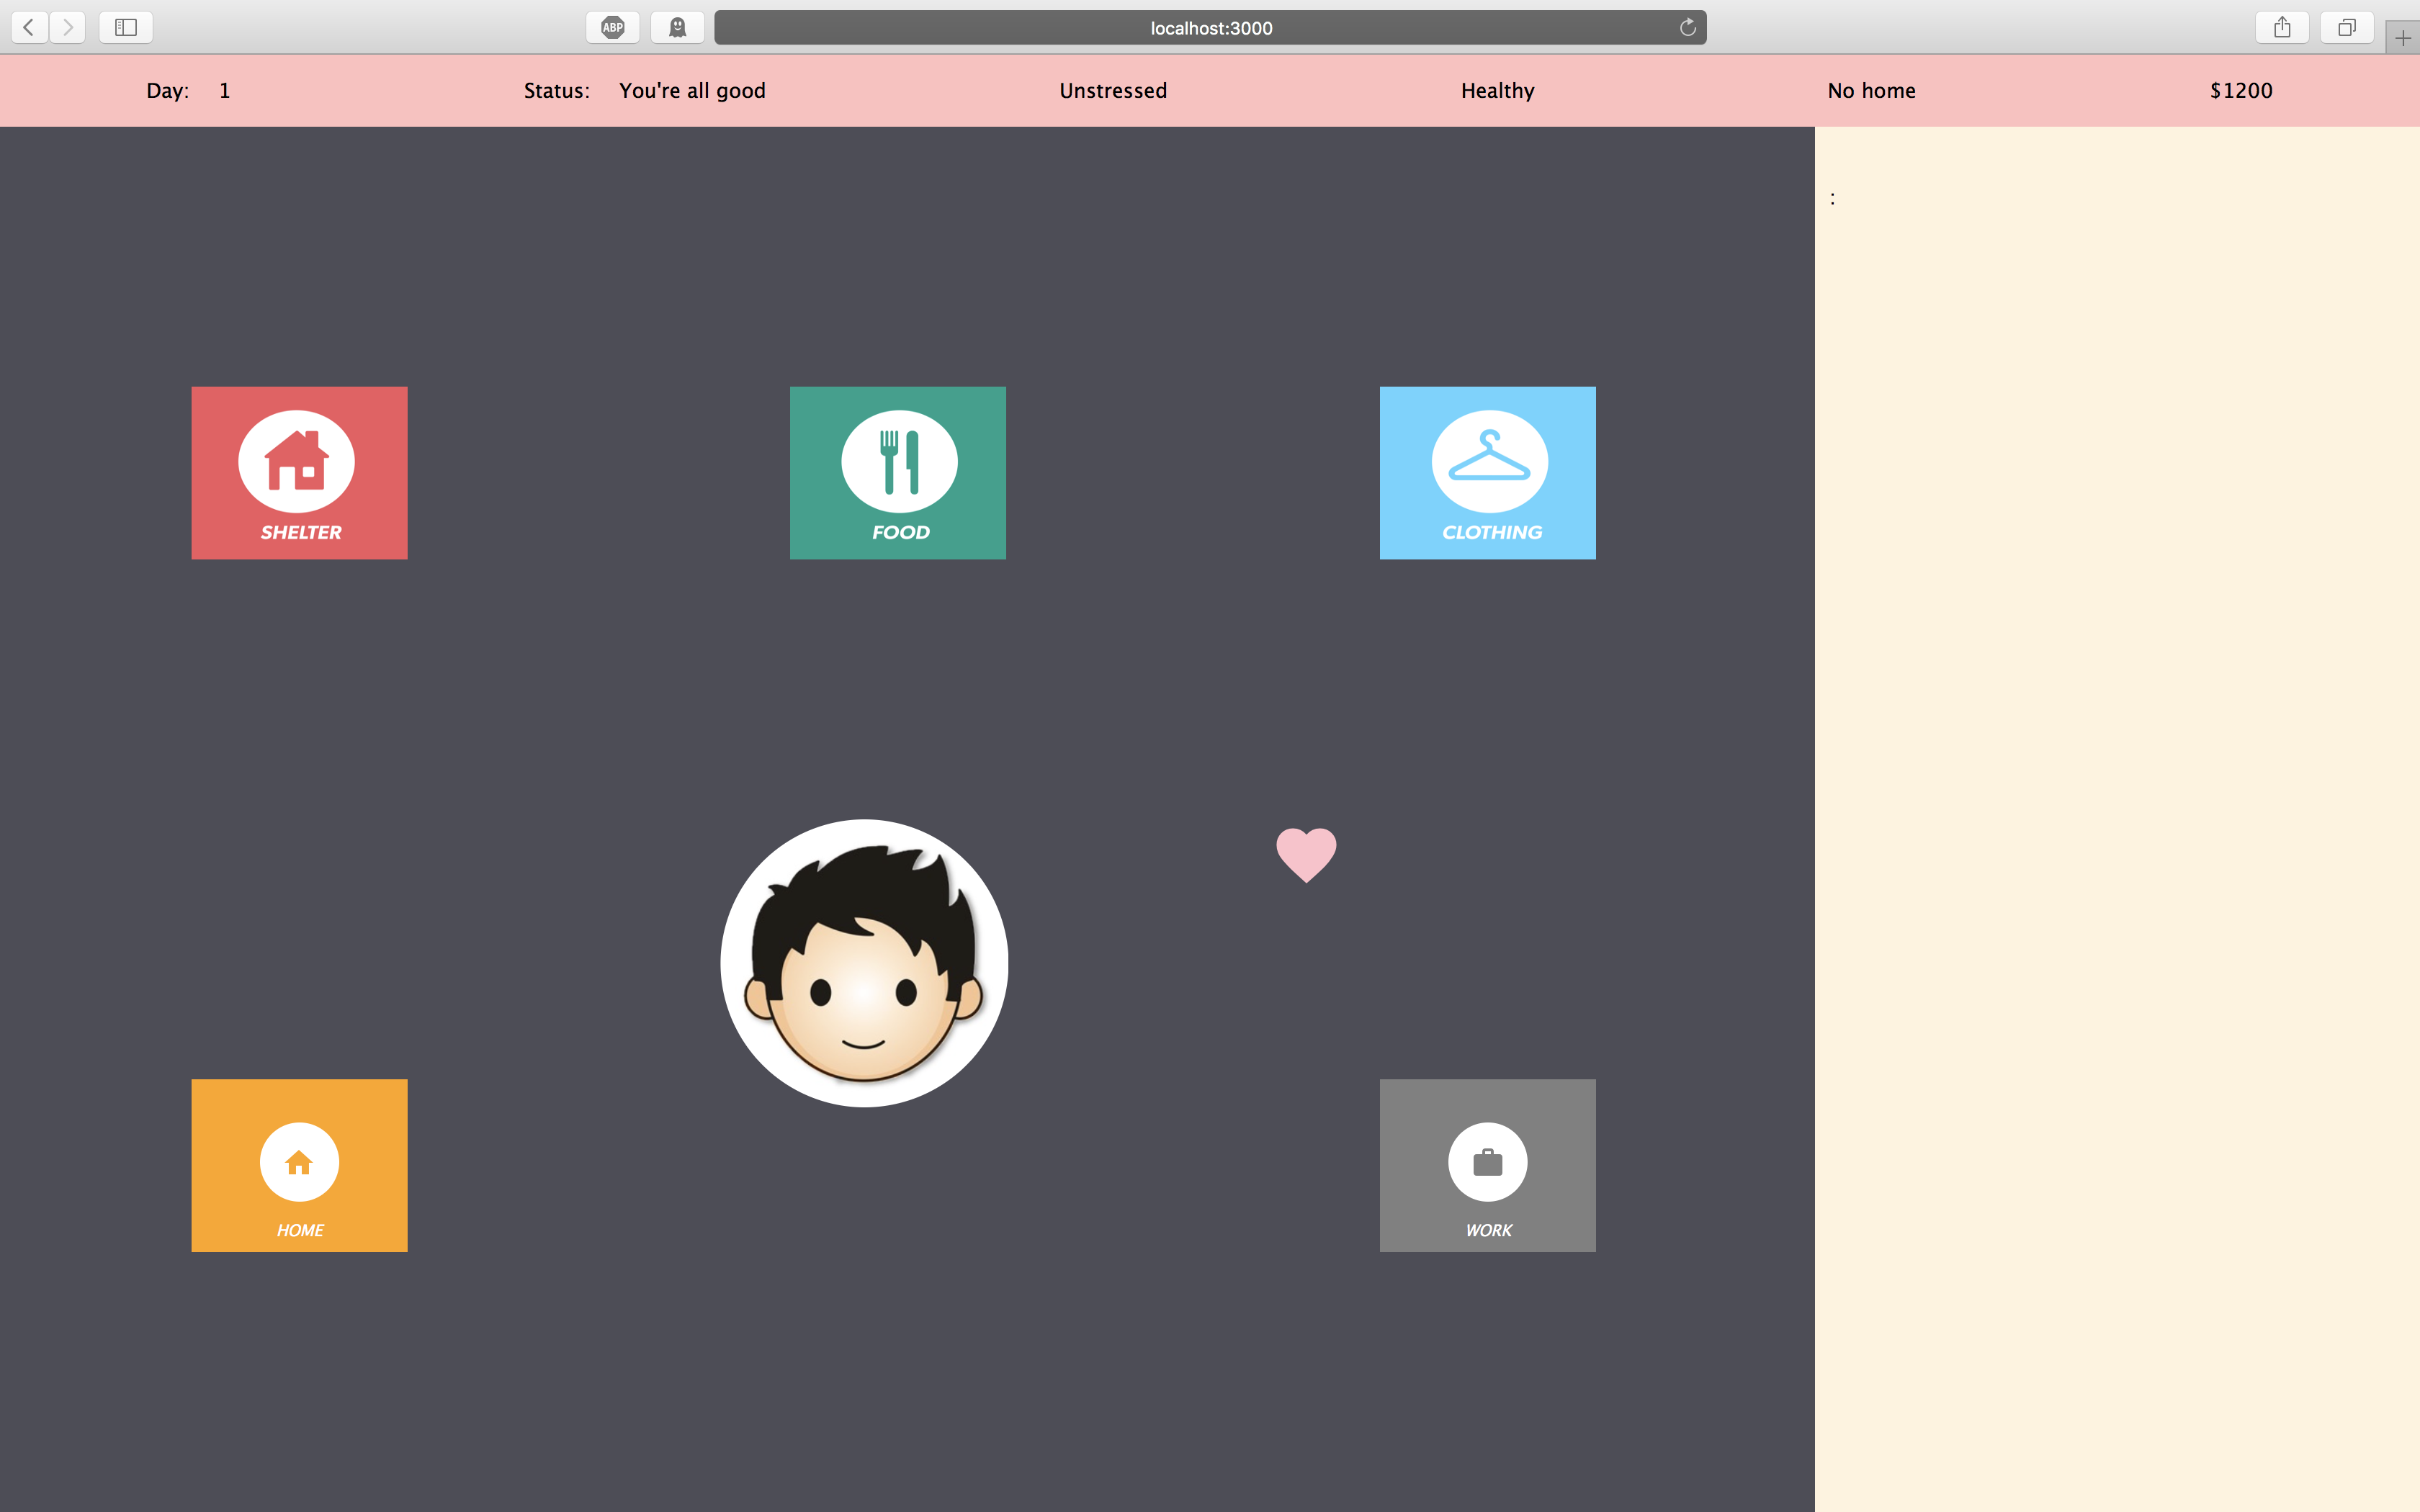 ABP
localhost:3000
Day: 1 Status: You're all good Unstressed Healthy No home $1200
:
SHELTER
FOOD
CLOTHING
HOME
WORK